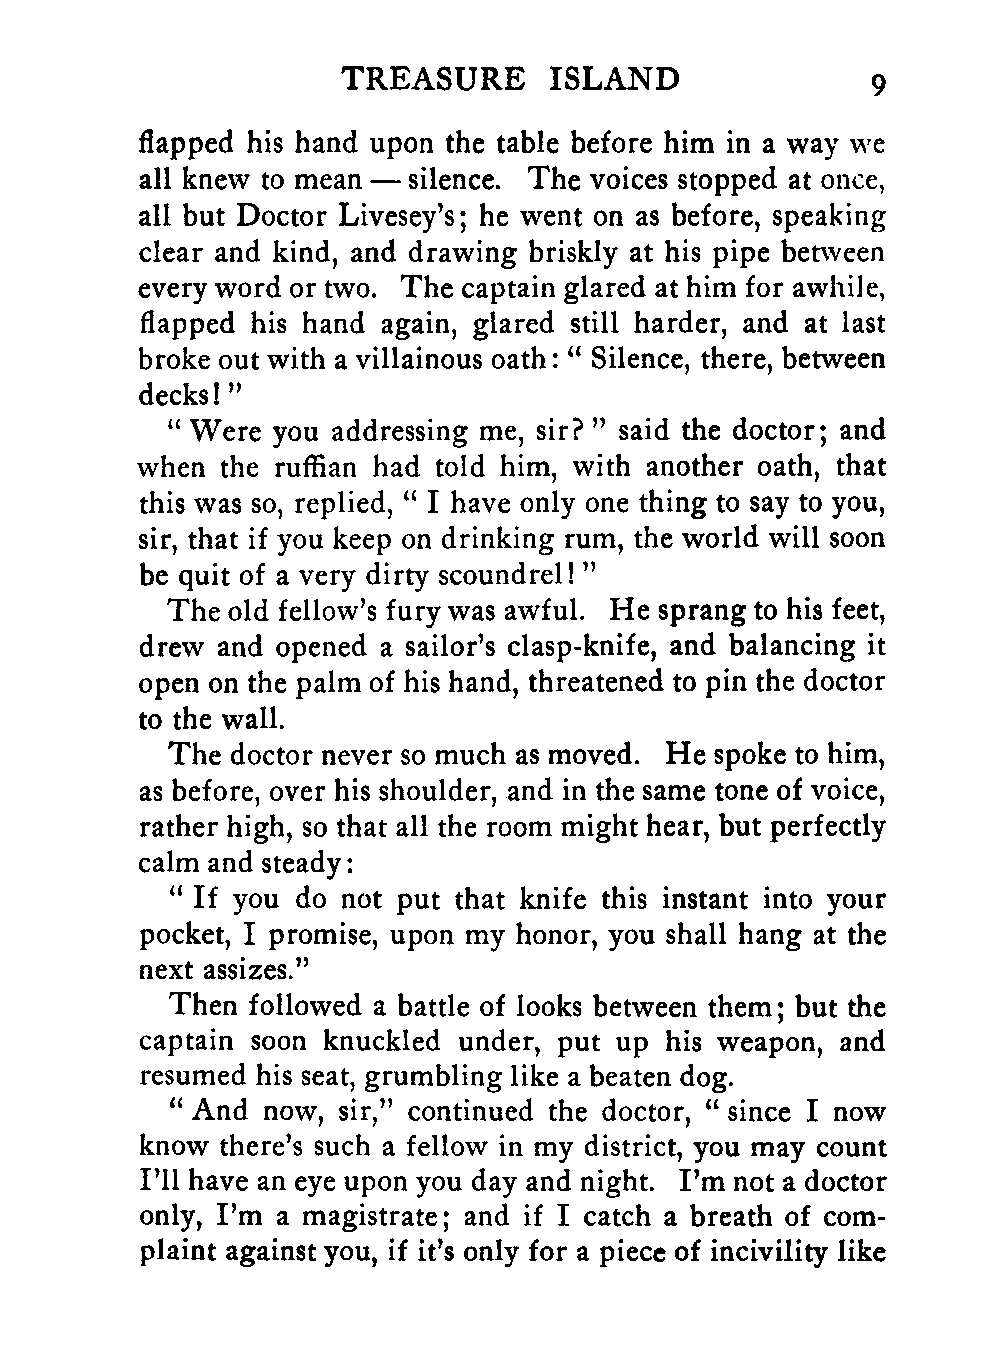 TREASURE ISLAND 9
flapped his hand upon the table before him in a way we
all knew to mean — silence. The voices stopped at once,
all but Doctor Livesey's; he went on as before, speaking
clear and kind, and drawing briskly at his pipe between
every word or two. The captain glared at him for awhile,
flapped his hand again, glared still harder, and at last
broke out with a villainous oath: " Silence, there, between
decks! "
" Were you addressing me, sir? " said the doctor; and
when the ruffian had told him, with another oath, that
this was so, replied, " I have only one thing to say to you,
sir, that if you keep on drinking rum, the world will soon
be quit of a very dirty scoundrel! "
The old fellow's fury was awful. He sprang to his feet,
drew and opened a sailor's clasp-knife, and balancing it
open on the palm of his hand, threatened to pin the doctor
to the wall.
The doctor never so much as moved. He spoke to him,
as before, over his shoulder, and in the same tone of voice,
rather high, so that all the room might hear, but perfectly
calm and steady:
" If you do not put that knife this instant into your
pocket, I promise, upon my honor, you shall hang at the
next assizes."
Then followed a battle of looks between them; but the
captain soon knuckled under, put up his weapon, and
resumed his seat, grumbling like a beaten dog.
" And now, sir," continued the doctor, " since I now
know there's such a fellow in my district, you may count
I'll have an eye upon you day and night. I'm not a doctor
only, I'm a magistrate; and if I catch a breath of com-
plaint against you, if it's only for a piece of incivility like